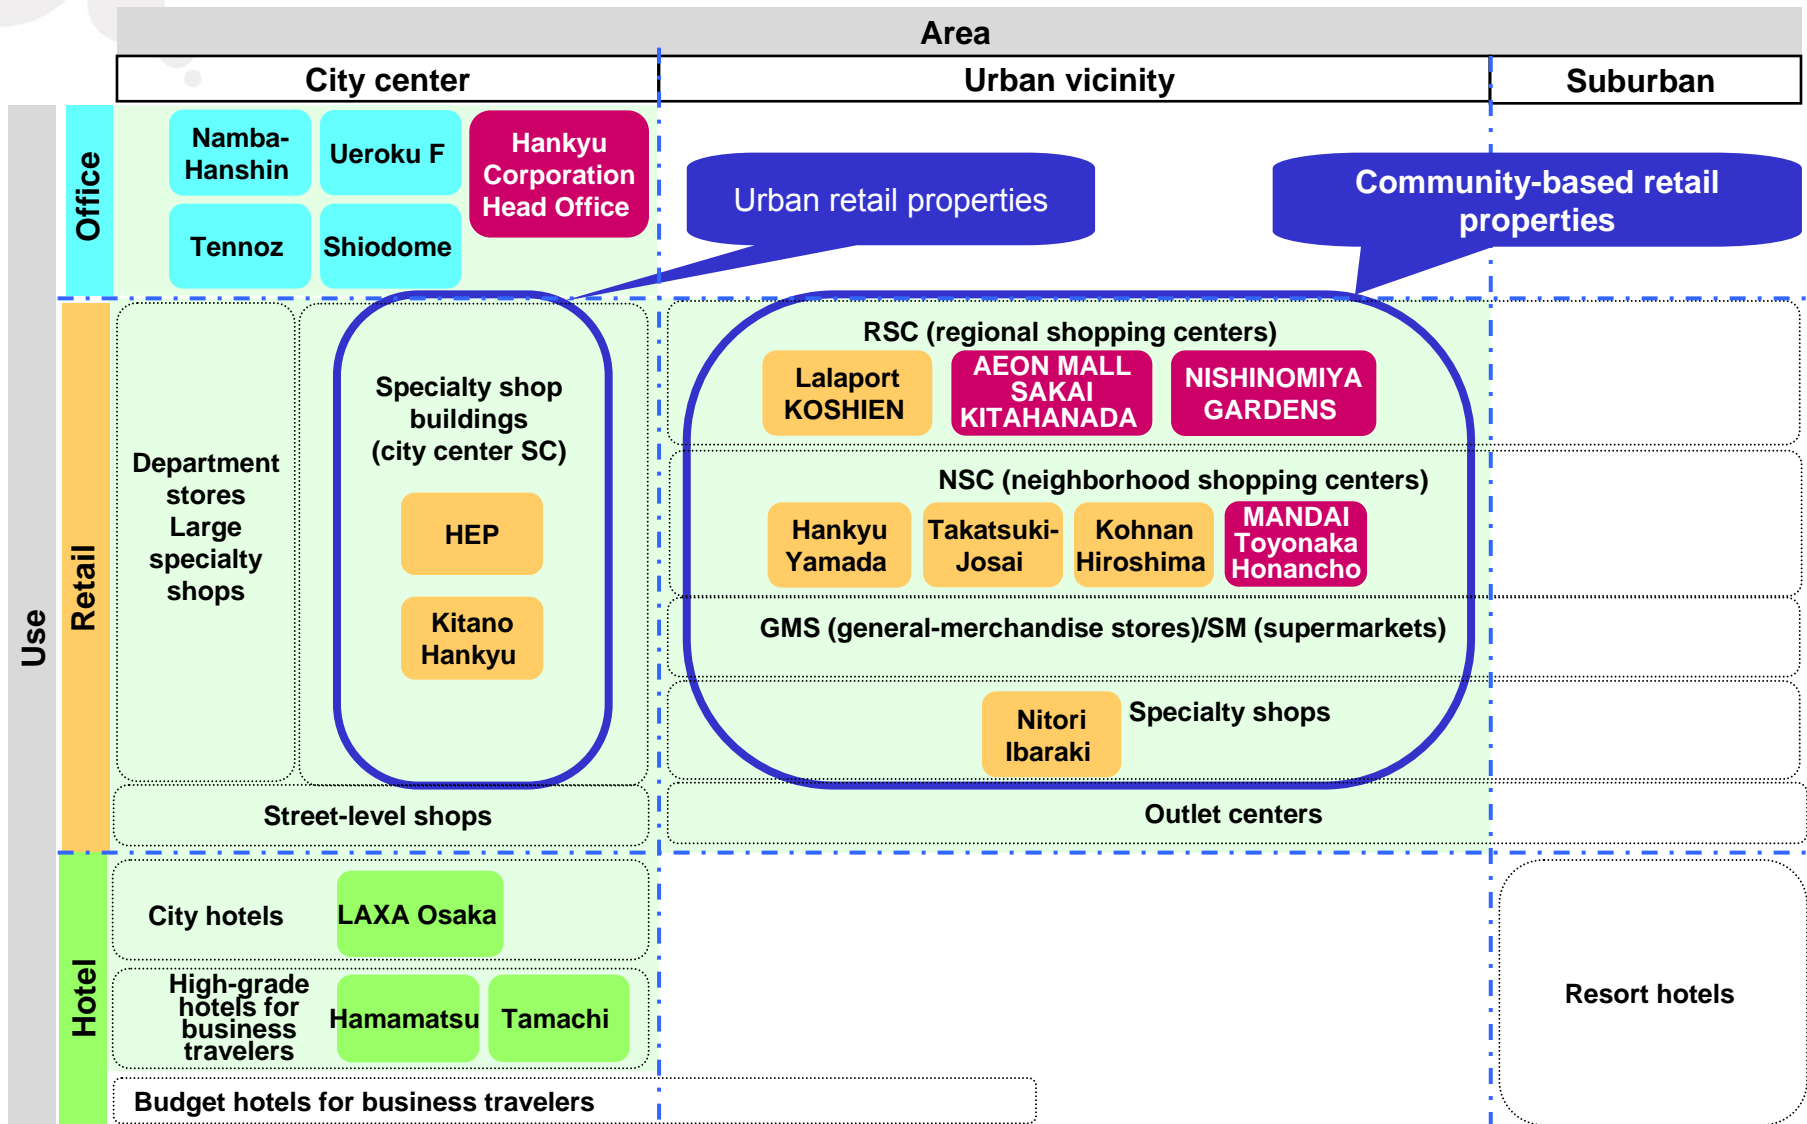 Area
City center
Urban vicinity
Suburban
Use
Office
Namba-
Hanshin
Ueroku F
Hankyu
Corporation
Head Office
Tennoz
Shiodome
Urban retail properties
Community-based retail
properties
Retail
Department
stores
Large
specialty
shops
Specialty shop
buildings
(city center SC)
HEP
Kitano
Hankyu
Street-level shops
RSC (regional shopping centers)
Lalaport
KOSHIEN
AEON MALL
SAKAI
KITAHANADA
NISHINOMIYA
GARDENS
NSC (neighborhood shopping centers)
Hankyu
Yamada
Takatsuki-
Josai
Kohnan
Hiroshima
MANDAI
Toyonaka
Honancho
GMS (general-merchandise stores)/SM (supermarkets)
Nitori
Ibaraki
Specialty shops
Outlet centers
Hotel
City hotels
LAXA Osaka
High-grade
hotels for
business
travelers
Hamamatsu
Tamachi
Budget hotels for business travelers
Resort hotels